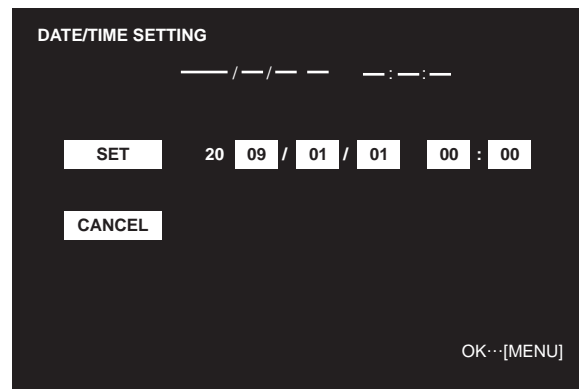 DATE/TIME SETTING
——/—/— —   —:—:—
SET 20 09 / 01 / 01 00 : 00
CANCEL
OK···[MENU]